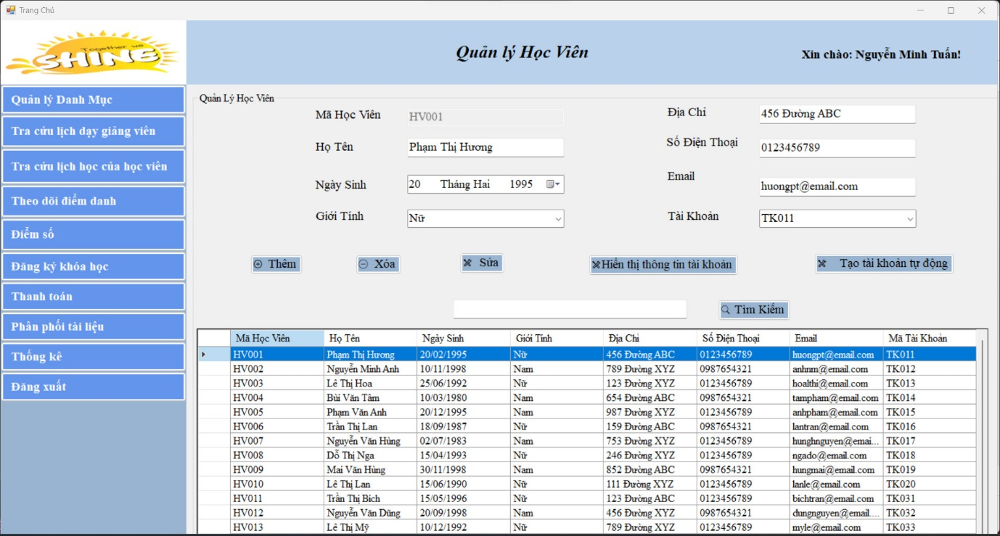 Trang Chủ
Together we
SHINE
Quản lý Học Viên
Xin chào: Nguyễn Minh Tuấn!
Quản lý Danh Mục
Tra cứu lịch dạy giảng viên
Tra cứu lịch học của học viên
Theo dõi điểm danh
Điểm số
Đăng ký khóa học
Thanh toán
Phân phối tài liệu
Thống kê
Đăng xuất
Quản Lý Học Viên
Mã Học Viên HV001
Họ Tên Phạm Thị Hương
Ngày Sinh 20 Tháng Hai 1995
Giới Tính Nữ
Địa Chỉ 456 Đường ABC
Số Điện Thoại 0123456789
Email huongpt@email.com
Tài Khoản TK011
Thêm Xóa Sửa Hiển thị thông tin tài khoản Tạo tài khoản tự động
Tìm Kiếm
Mã Học Viên Họ Tên Ngày Sinh Giới Tính Địa Chỉ Số Điện Thoại Email Mã Tài Khoản
HV001 Phạm Thị Hương 20/02/1995 Nữ 456 Đường ABC 0123456789 huongpt@email.com TK011
HV002 Nguyễn Minh Anh 10/11/1998 Nam 789 Đường XYZ 0987654321 anhnm@email.com TK012
HV003 Lê Thị Hoa 25/06/1992 Nữ 123 Đường XYZ 0123456789 hoalthi@email.com TK013
HV004 Bùi Văn Tâm 10/03/1980 Nam 654 Đường ABC 0987654321 tampham@email.com TK014
HV005 Phạm Văn Anh 20/12/1995 Nam 987 Đường XYZ 0123456789 anhpham@email.com TK015
HV006 Trần Thị Lan 18/09/1987 Nữ 159 Đường ABC 0987654321 lantran@email.com TK016
HV007 Nguyễn Văn Hùng 02/07/1983 Nam 753 Đường XYZ 0123456789 hunghnguyen@emai... TK017
HV008 Dỗ Thị Nga 15/04/1993 Nữ 246 Đường XYZ 0123456789 ngado@email.com TK018
HV009 Mai Văn Hùng 30/11/1998 Nam 852 Đường ABC 0987654321 hungmai@email.com TK019
HV010 Lê Thị Lan 15/06/1990 Nữ 111 Đường XYZ 0123456789 lanle@email.com TK020
HV011 Trần Thị Bích 15/05/1996 Nữ 123 Đường ABC 0123456789 bichtran@email.com TK031
HV012 Nguyễn Văn Dũng 20/09/1998 Nam 456 Đường XYZ 0987654321 dungnguyen@email.... TK032
HV013 Lê Thị Mỹ 10/12/1992 Nữ 789 Đường XYZ 0123456789 myle@email.com TK033